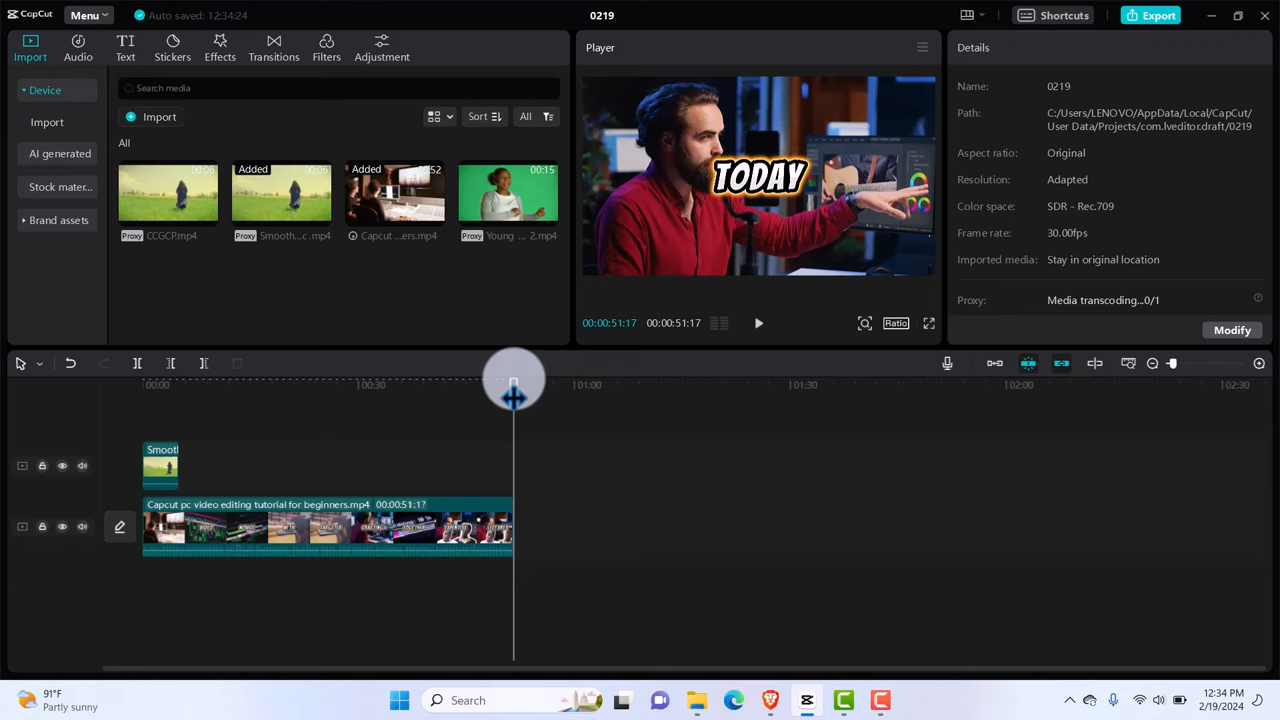 CapCut
Menu
Auto saved: 12:34:24
0219
Shortcuts
Export
Import
Audio
Text
Stickers
Effects
Transitions
Filters
Adjustment
Device
Import
AI generated
Stock mater...
Brand assets
Search media
Import
Sort
All
All
00:06
Added
00:06
Added
00:52
00:15
Proxy CCGCP.mp4
Proxy Smooth...c .mp4
Capcut ...ers.mp4
Proxy Young ... 2.mp4
Player
TODAY
00:00:51:17
00:00:51:17
Ratio
Details
Name: 0219
Path: C:/Users/LENOVO/AppData/Local/CapCut/
User Data/Projects/com.lveditor.draft/0219
Aspect ratio: Original
Resolution: Adapted
Color space: SDR - Rec.709
Frame rate: 30.00fps
Imported media: Stay in original location
Proxy: Media transcoding...0/1
Modify
00:00
00:30
01:00
01:30
02:00
02:30
Smooth
Capcut pc video editing tutorial for beginners.mp4 00:00:51:17
91°F
Partly sunny
Search
12:34 PM
2/19/2024